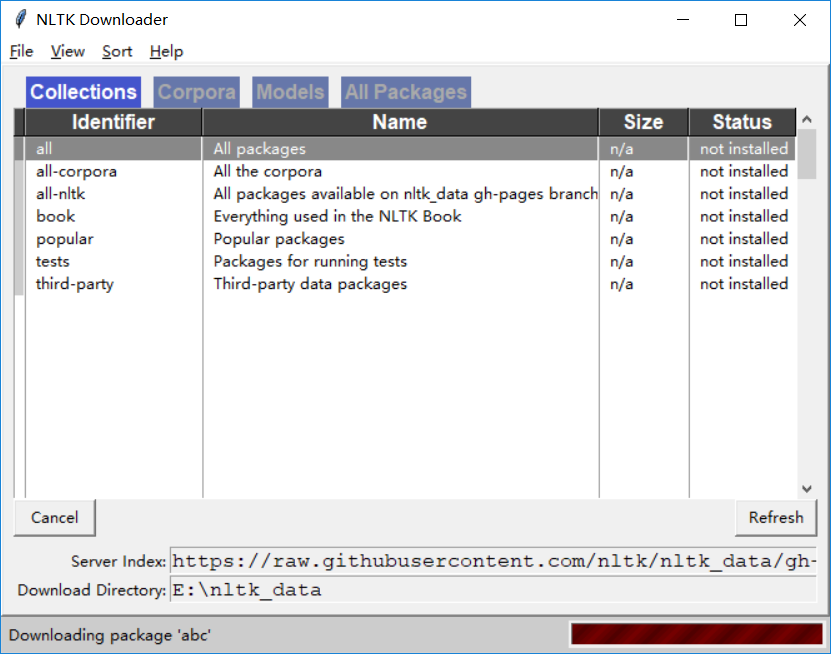 NLTK Downloader
File View Sort Help
Collections Corpora Models All Packages
Identifier Name Size Status
all All packages n/a not installed
all-corpora All the corpora n/a not installed
all-nltk All packages available on nltk_data gh-pages branch n/a not installed
book Everything used in the NLTK Book n/a not installed
popular Popular packages n/a not installed
tests Packages for running tests n/a not installed
third-party Third-party data packages n/a not installed
Cancel Refresh
Server Index: https://raw.githubusercontent.com/nltk/nltk_data/gh-
Download Directory: E:\nltk_data
Downloading package 'abc'